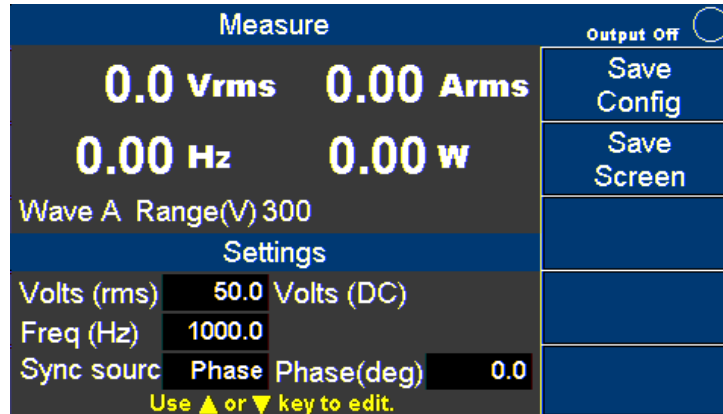 Measure
Output Off
0.0 Vrms 0.00 Arms
0.00 Hz 0.00 W
Wave A Range(V) 300
Settings
Volts (rms) 50.0 Volts (DC)
Freq (Hz) 1000.0
Sync sourc Phase Phase(deg) 0.0
Use ▲ or ▼ key to edit.
Save
Config
Save
Screen